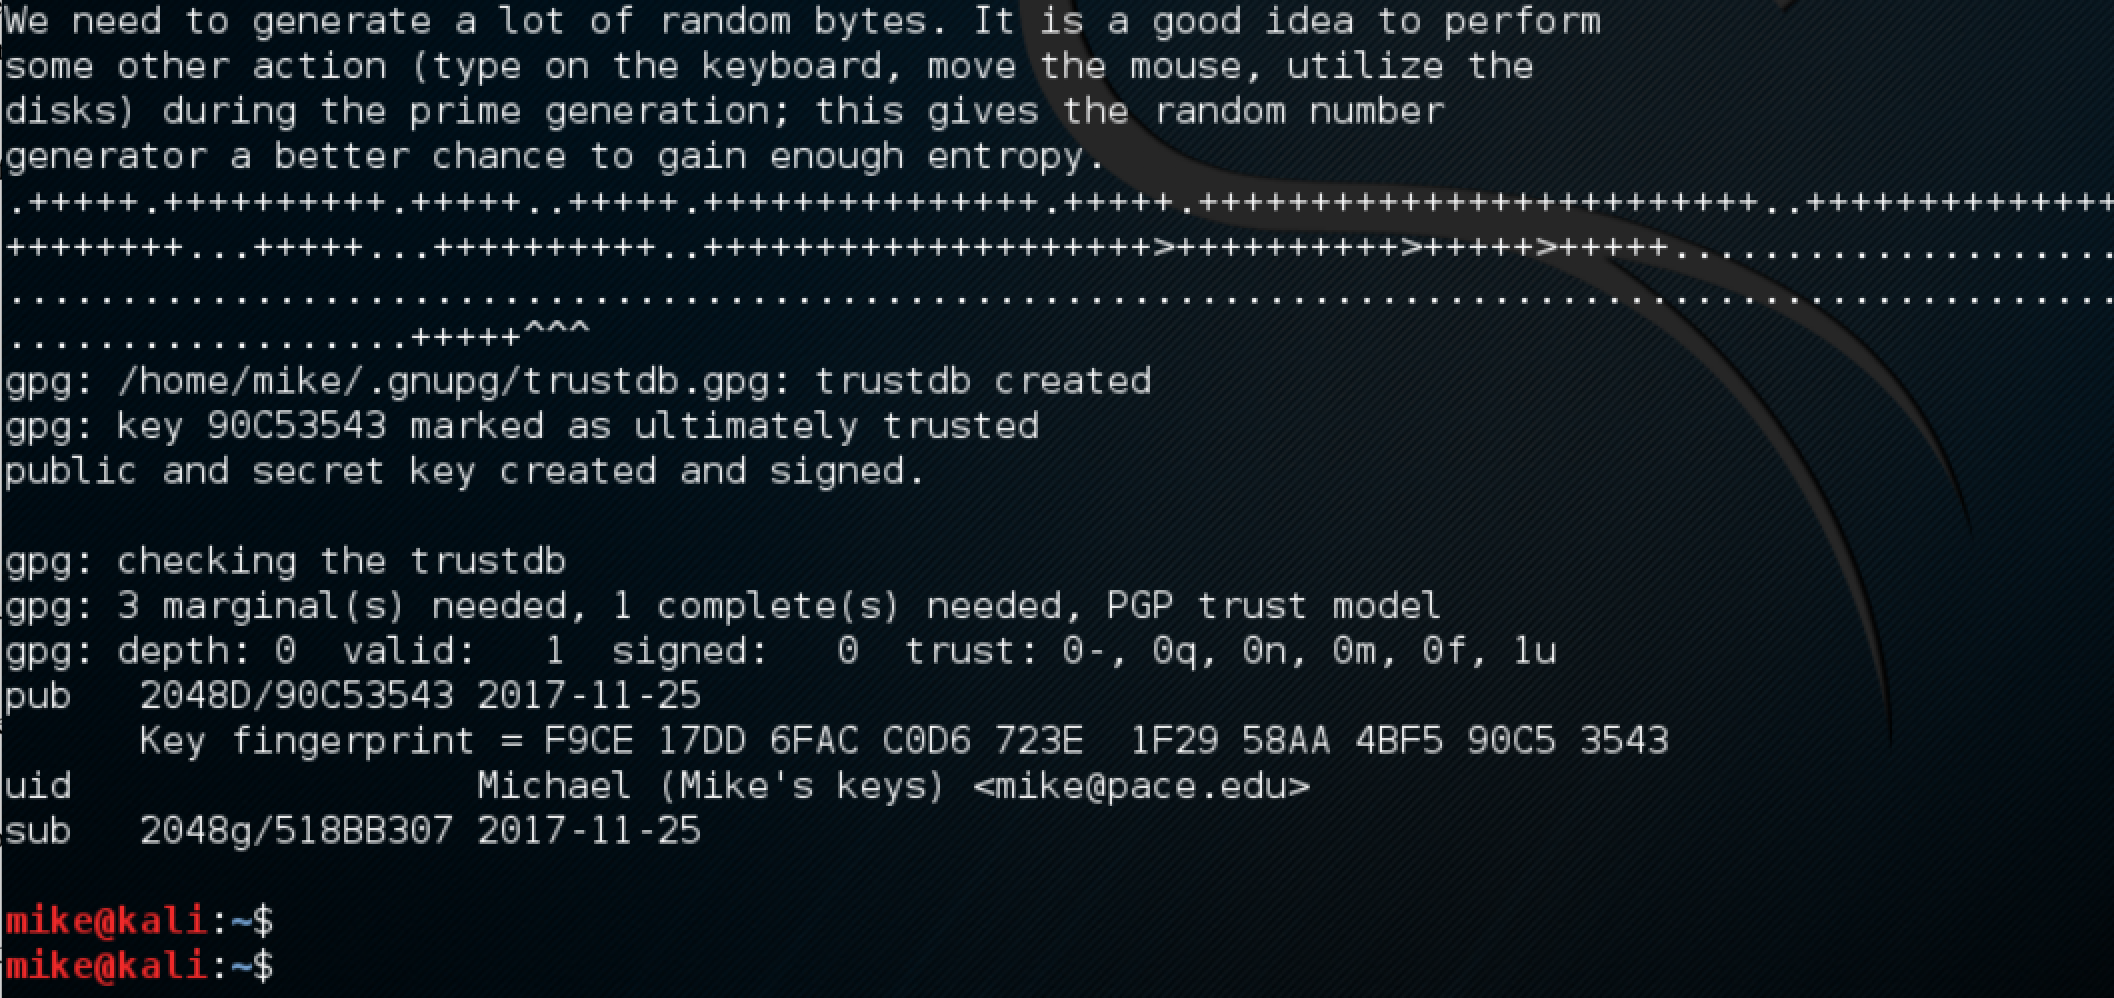 We need to generate a lot of random bytes. It is a good idea to perform
some other action (type on the keyboard, move the mouse, utilize the
disks) during the prime generation; this gives the random number
generator a better chance to gain enough entropy.
.+++++.++++++++++.+++++..+++++.+++++++++++++++.+++++.+++++++++++++++++++++++++..++++++++++++++
++++++++...+++++...++++++++++..++++++++++++++++++++>++++++++++>+++++>+++++....................
..............................................................................................
..................+++++^^^
gpg: /home/mike/.gnupg/trustdb.gpg: trustdb created
gpg: key 90C53543 marked as ultimately trusted
public and secret key created and signed.

gpg: checking the trustdb
gpg: 3 marginal(s) needed, 1 complete(s) needed, PGP trust model
gpg: depth: 0  valid:   1  signed:   0  trust: 0-, 0q, 0n, 0m, 0f, 1u
pub   2048D/90C53543 2017-11-25
      Key fingerprint = F9CE 17DD 6FAC C0D6 723E  1F29 58AA 4BF5 90C5 3543
uid                  Michael (Mike's keys) <mike@pace.edu>
sub   2048g/518BB307 2017-11-25

mike@kali:~$
mike@kali:~$